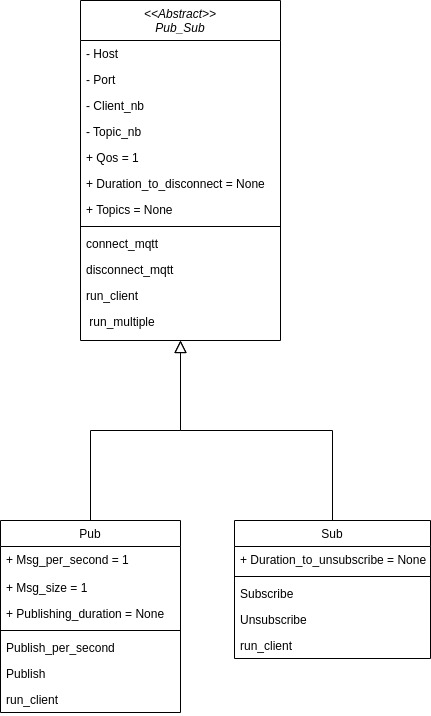 <<Abstract>>
Pub_Sub
- Host
- Port
- Client_nb
- Topic_nb
+ Qos = 1
+ Duration_to_disconnect = None
+ Topics = None
connect_mqtt
disconnect_mqtt
run_client
run_multiple
Pub
+ Msg_per_second = 1
+ Msg_size = 1
+ Publishing_duration = None
Publish_per_second
Publish
run_client
Sub
+ Duration_to_unsubscribe = None
Subscribe
Unsubscribe
run_client